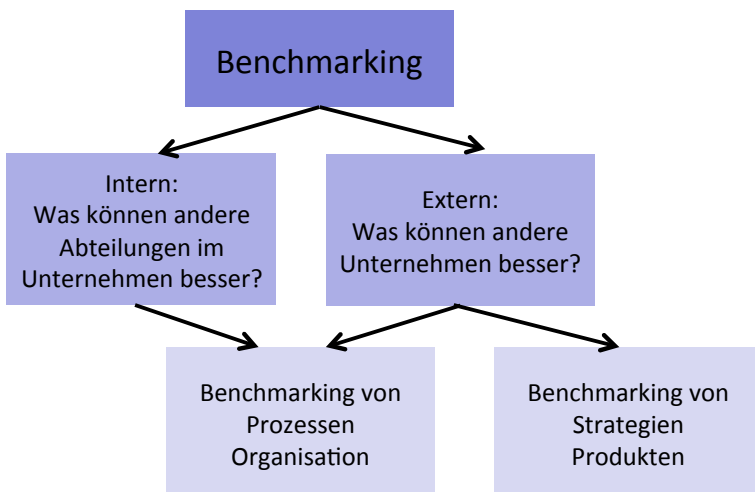 Benchmarking
Intern:
Was können andere
Abteilungen im
Unternehmen besser?
Extern:
Was können andere
Unternehmen besser?
Benchmarking von
Prozessen
Organisation
Benchmarking von
Strategien
Produkten